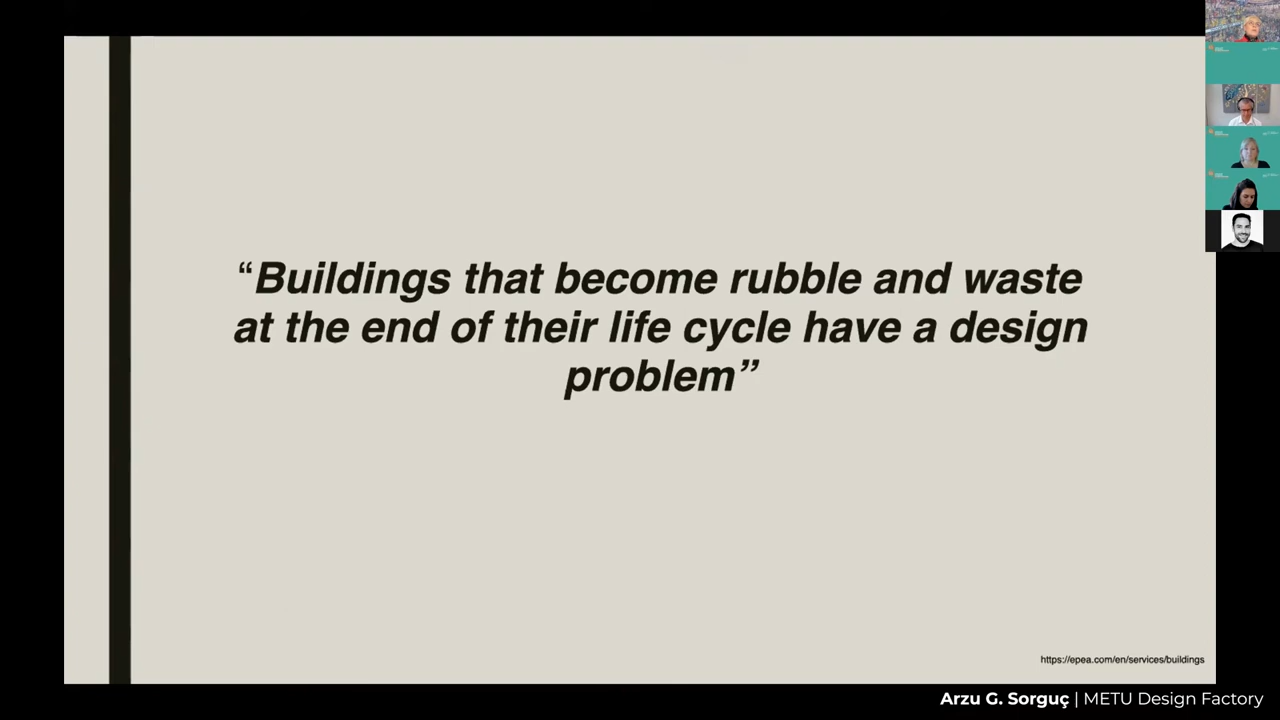 “Buildings that become rubble and waste
at the end of their life cycle have a design
problem”
https://epea.com/en/services/buildings
Arzu G. Sorguç | METU Design Factory